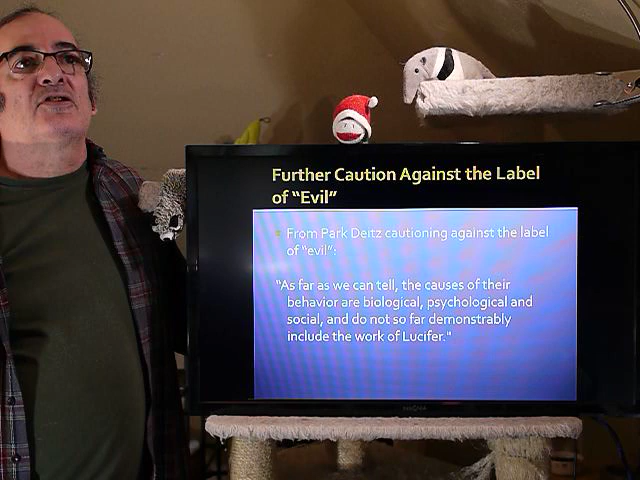 Further Caution Against the Label
of "Evil"
From Park Deitz cautioning against the label
of "evil":
"As far as we can tell, the causes of their
behavior are biological, psychological and
social, and do not so far demonstrably
include the work of Lucifer."